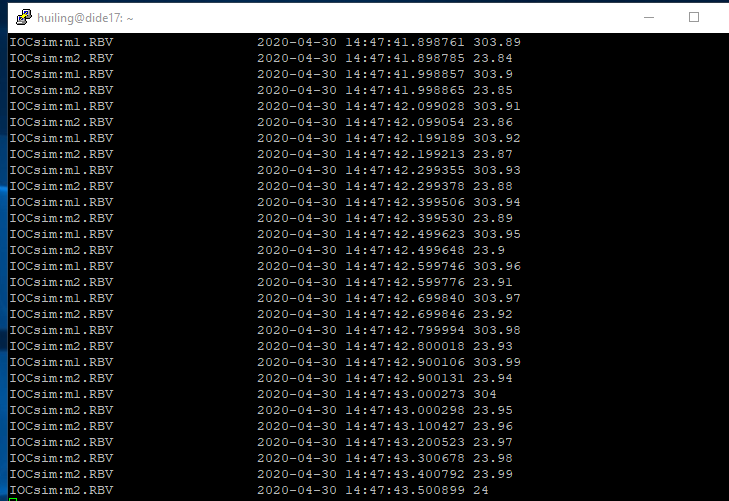 huiling@dide17: ~
IOCsim:m1.RBV 2020-04-30 14:47:41.898761 303.89
IOCsim:m2.RBV 2020-04-30 14:47:41.898785 23.84
IOCsim:m1.RBV 2020-04-30 14:47:41.998857 303.9
IOCsim:m2.RBV 2020-04-30 14:47:41.998865 23.85
IOCsim:m1.RBV 2020-04-30 14:47:42.099028 303.91
IOCsim:m2.RBV 2020-04-30 14:47:42.099054 23.86
IOCsim:m1.RBV 2020-04-30 14:47:42.199189 303.92
IOCsim:m2.RBV 2020-04-30 14:47:42.199213 23.87
IOCsim:m1.RBV 2020-04-30 14:47:42.299355 303.93
IOCsim:m2.RBV 2020-04-30 14:47:42.299378 23.88
IOCsim:m1.RBV 2020-04-30 14:47:42.399506 303.94
IOCsim:m2.RBV 2020-04-30 14:47:42.399530 23.89
IOCsim:m1.RBV 2020-04-30 14:47:42.499623 303.95
IOCsim:m2.RBV 2020-04-30 14:47:42.499648 23.9
IOCsim:m1.RBV 2020-04-30 14:47:42.599746 303.96
IOCsim:m2.RBV 2020-04-30 14:47:42.599776 23.91
IOCsim:m1.RBV 2020-04-30 14:47:42.699840 303.97
IOCsim:m2.RBV 2020-04-30 14:47:42.699846 23.92
IOCsim:m1.RBV 2020-04-30 14:47:42.799994 303.98
IOCsim:m2.RBV 2020-04-30 14:47:42.800018 23.93
IOCsim:m1.RBV 2020-04-30 14:47:42.900106 303.99
IOCsim:m2.RBV 2020-04-30 14:47:42.900131 23.94
IOCsim:m1.RBV 2020-04-30 14:47:43.000273 304
IOCsim:m2.RBV 2020-04-30 14:47:43.000298 23.95
IOCsim:m2.RBV 2020-04-30 14:47:43.100427 23.96
IOCsim:m2.RBV 2020-04-30 14:47:43.200523 23.97
IOCsim:m2.RBV 2020-04-30 14:47:43.300678 23.98
IOCsim:m2.RBV 2020-04-30 14:47:43.400792 23.99
IOCsim:m2.RBV 2020-04-30 14:47:43.500899 24